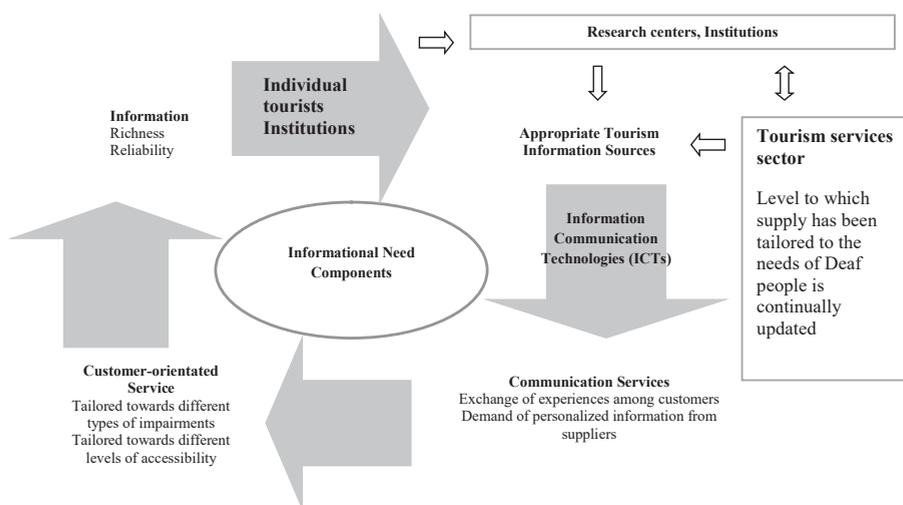 Research centers, Institutions
Individual
tourists
Institutions
Information
Richness
Reliability
Appropriate Tourism
Information Sources
Tourism services
sector
Level to which
supply has been
tailored to the
needs of Deaf
people is
continually
updated
Information
Communication
Technologies (ICTs)
Informational Need
Components
Customer-orientated
Service
Tailored towards different
types of impairments
Tailored towards different
levels of accessibility
Communication Services
Exchange of experiences among customers
Demand of personalized information from
suppliers